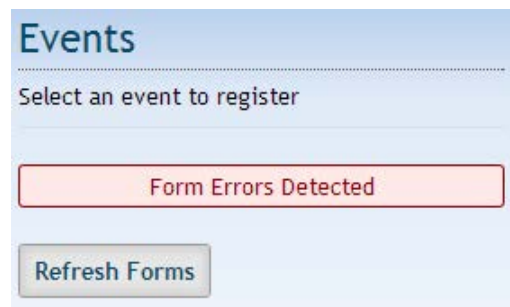 Events
Select an event to register
Form Errors Detected
Refresh Forms